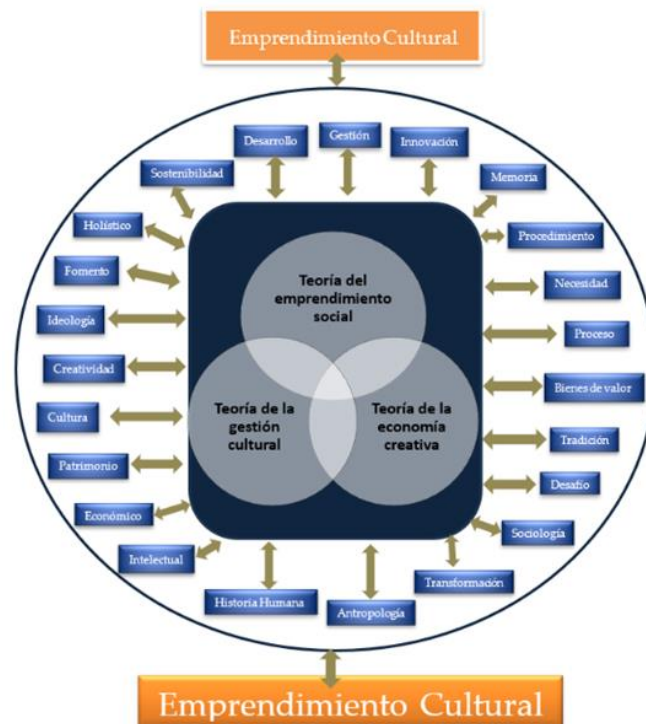 Emprendimiento Cultural
Gestión
Desarrollo
Innovación
Sostenibilidad
Memoria
Holístico
Procedimiento
Fomento
Necesidad
Ideología
Proceso
Creatividad
Bienes de valor
Cultura
Tradición
Patrimonio
Desafío
Económico
Sociología
Intelectual
Transformación
Historia Humana
Antropología
Teoría del
emprendimiento
social
Teoría de la
gestión
cultural
Teoría de la
economía
creativa
Emprendimiento Cultural